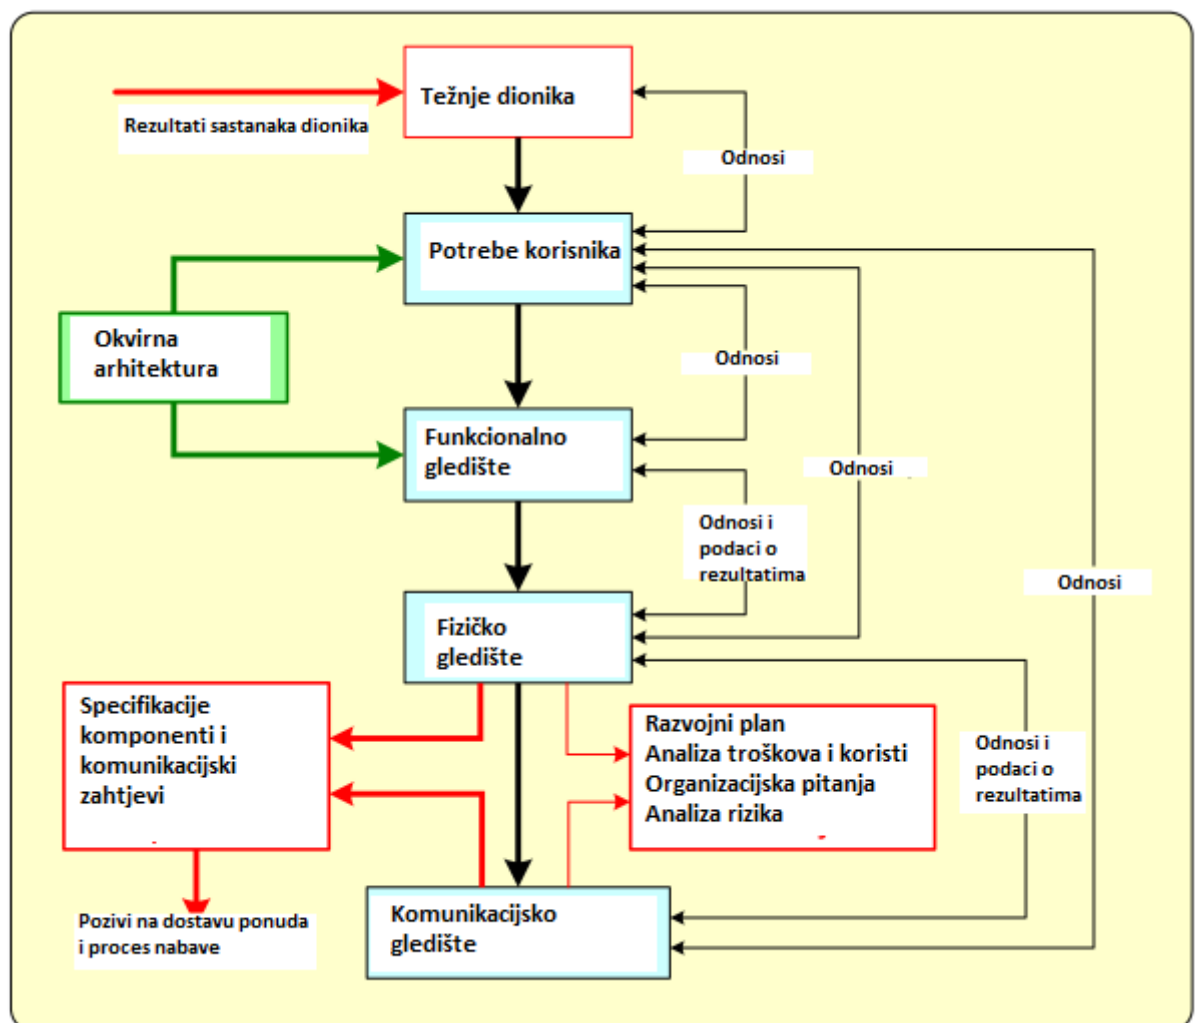 Težnje dionika
Rezultati sastanaka dionika
Odnosi
Potrebe korisnika
Okvirna
arhitektura
Odnosi
Funkcionalno
gledište
Odnosi
Odnosi i
podaci o
rezultatima
Odnosi
Fizičko
gledište
Specifikacije
komponenti i
komunikacijski
zahtjevi
Razvojni plan
Analiza troškova i koristi
Organizacijska pitanja
Analiza rizika
Odnosi i
podaci o
rezultatima
Komunikacijsko
gledište
Pozivi na dostavu ponuda
i proces nabave